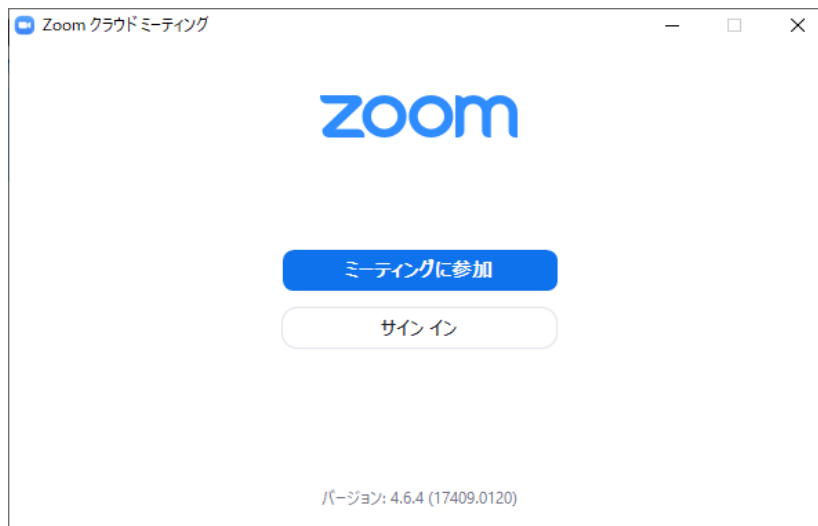 Zoom クラウド ミーティング
zoom
ミーティングに参加
サイン イン
バージョン: 4.6.4 (17409.0120)